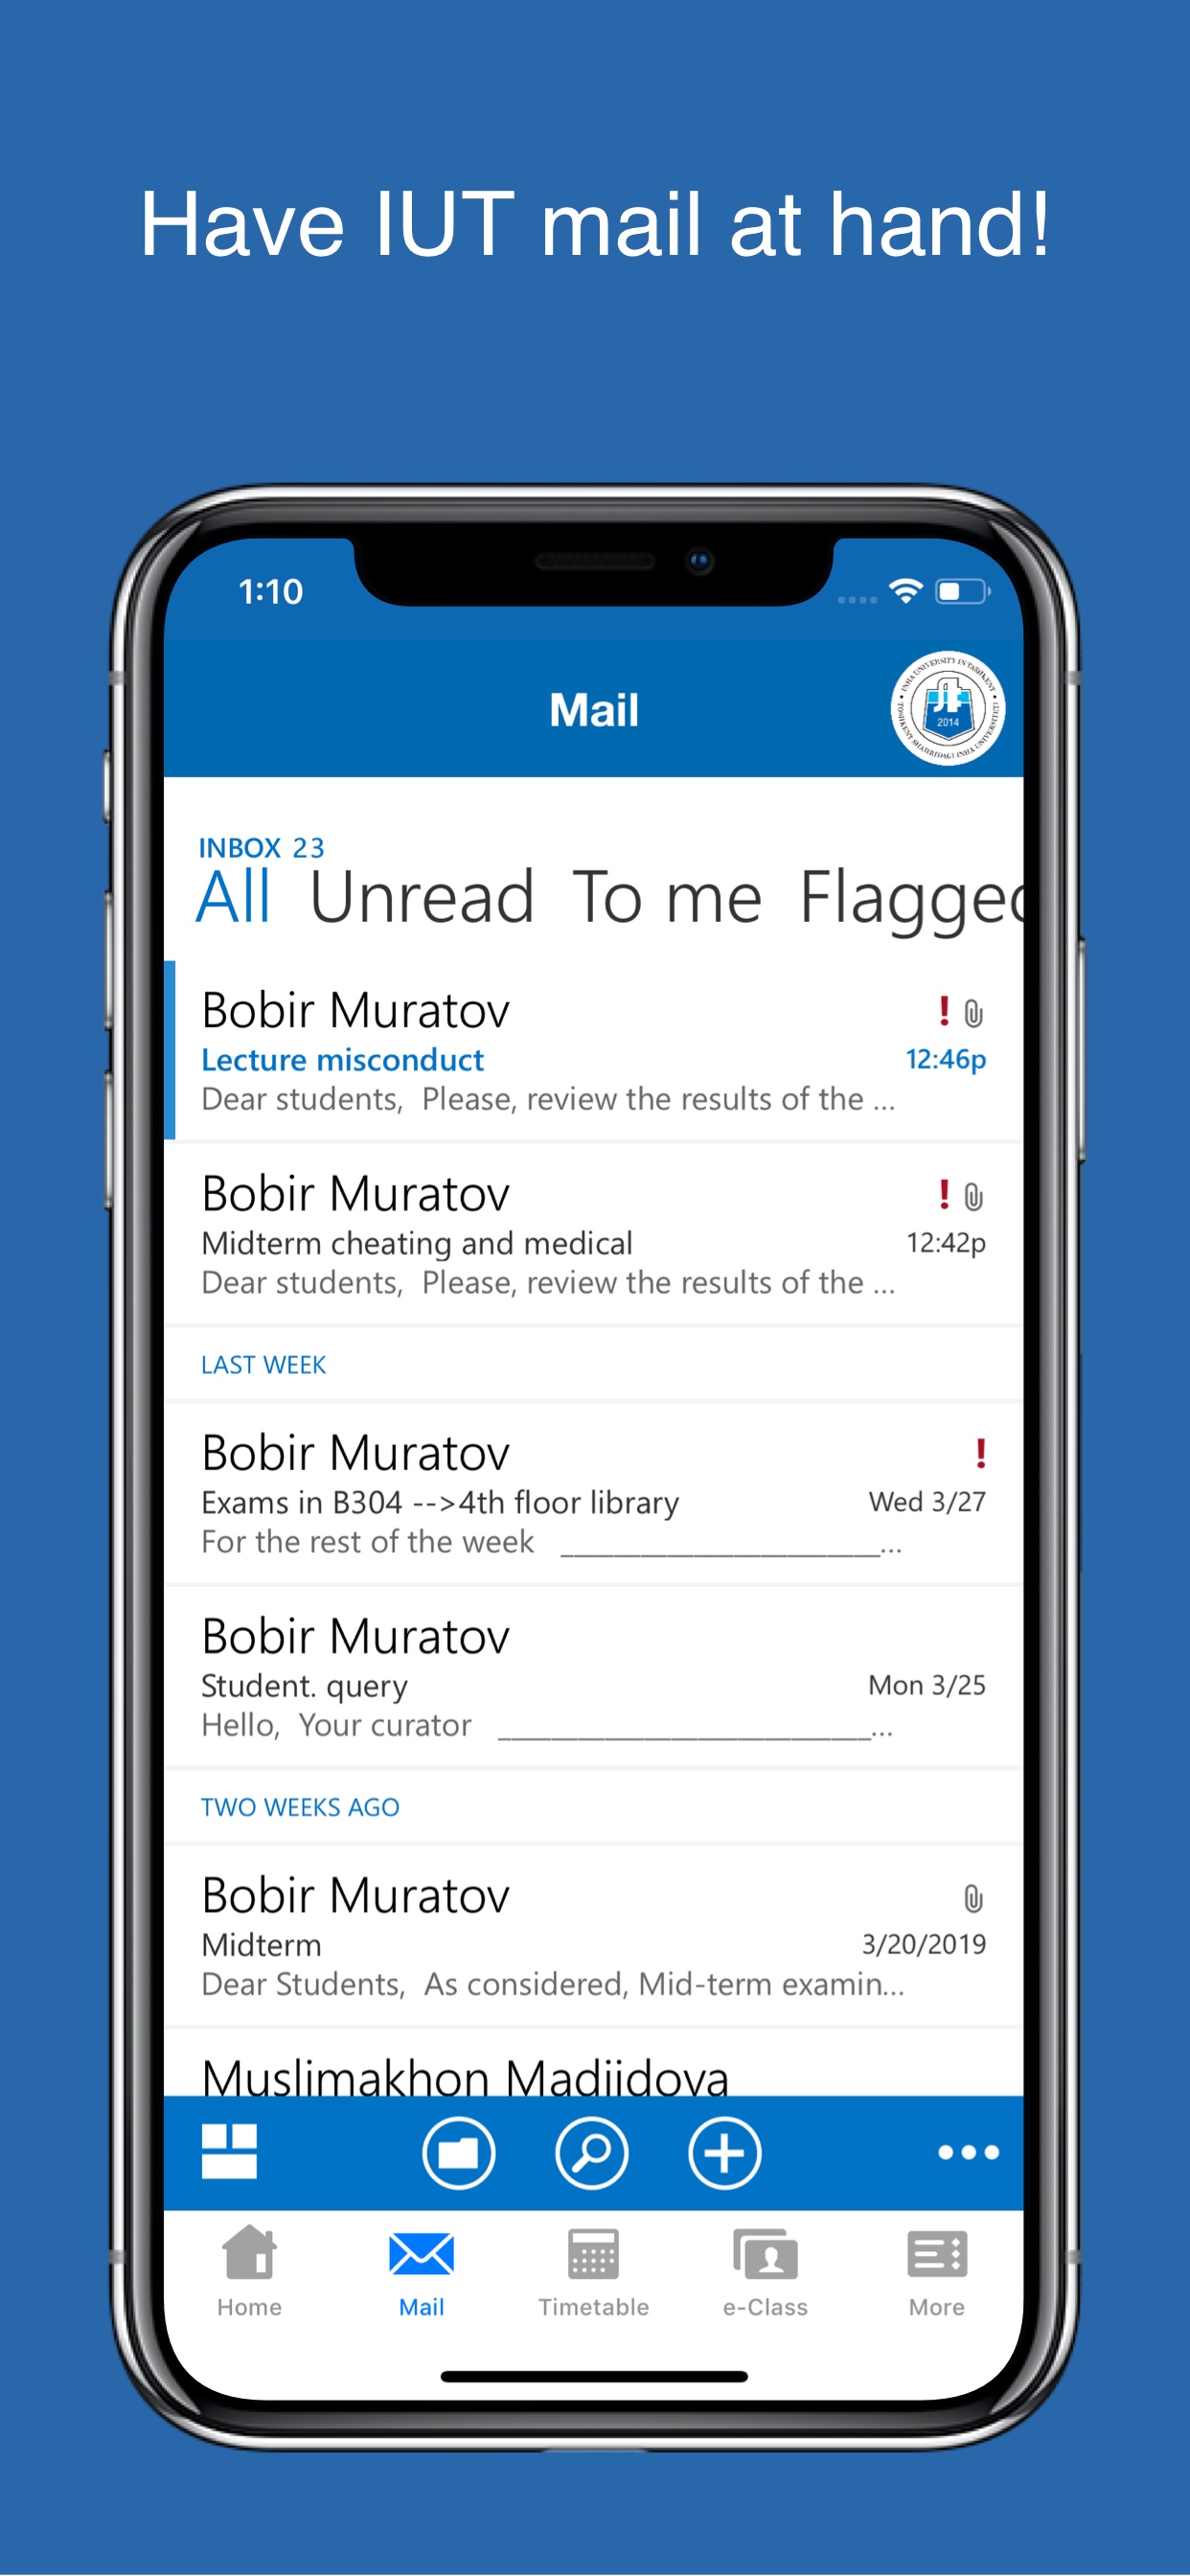 Have IUT mail at hand!
1:10
Mail
INHA UNIVERSITY IN TASHKENT
2014
TOSHKENT SHAHRIDAGI INHA UNIVERSITETI
INBOX 23
All Unread To me Flagged
Bobir Muratov
Lecture misconduct 12:46p
Dear students,  Please, review the results of the ...
Bobir Muratov
Midterm cheating and medical 12:42p
Dear students,  Please, review the results of the ...
LAST WEEK
Bobir Muratov
Exams in B304 -->4th floor library Wed 3/27
For the rest of the week ________________________...
Bobir Muratov
Student. query Mon 3/25
Hello,  Your curator ____________________________...
TWO WEEKS AGO
Bobir Muratov
Midterm 3/20/2019
Dear Students,  As considered, Mid-term examin...
Muslimakhon Madjidova
Home Mail Timetable e-Class More